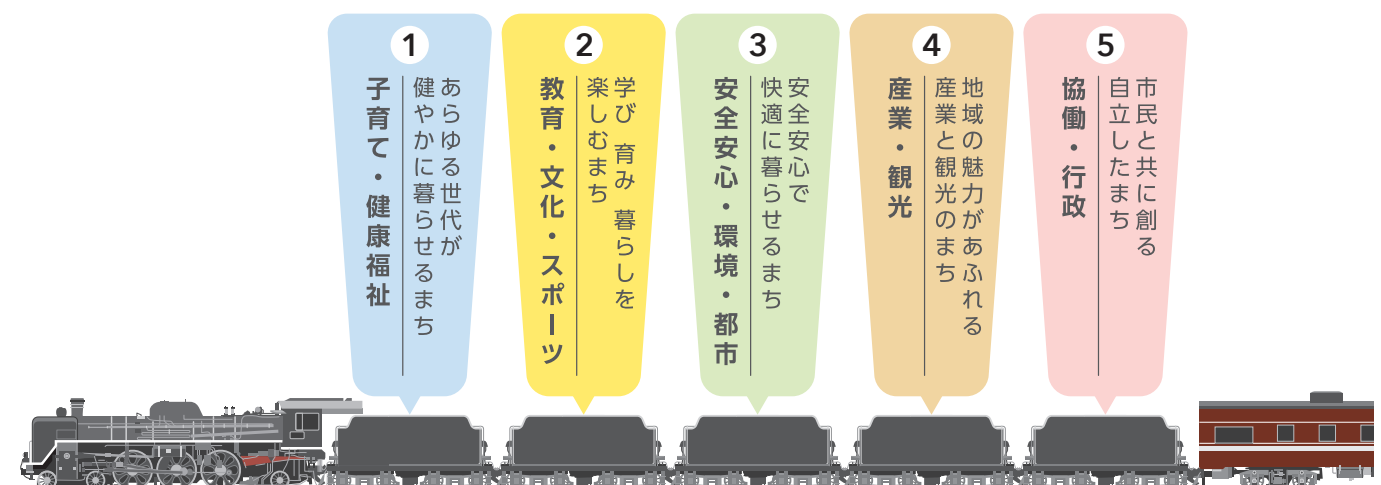 1
あらゆる世代が
健やかに暮らせるまち
子育て・健康福祉
2
学び 育み 暮らしを
楽しむまち
教育・文化・スポーツ
3
安全安心で
快適に暮らせるまち
安全安心・環境・都市
4
地域の魅力があふれる
産業と観光のまち
産業・観光
5
市民と共に創る
自立したまち
協働・行政